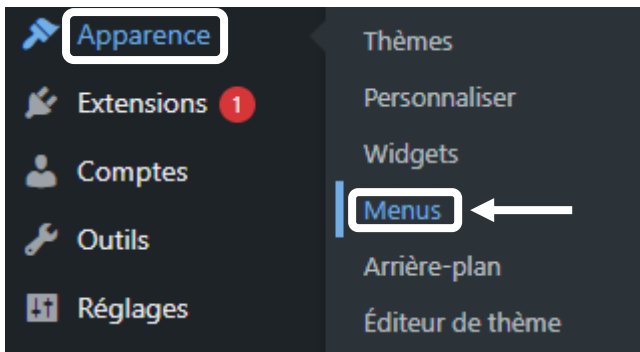 Apparence
Extensions 1
Comptes
Outils
Réglages
Thèmes
Personnaliser
Widgets
Menus
Arrière-plan
Éditeur de thème